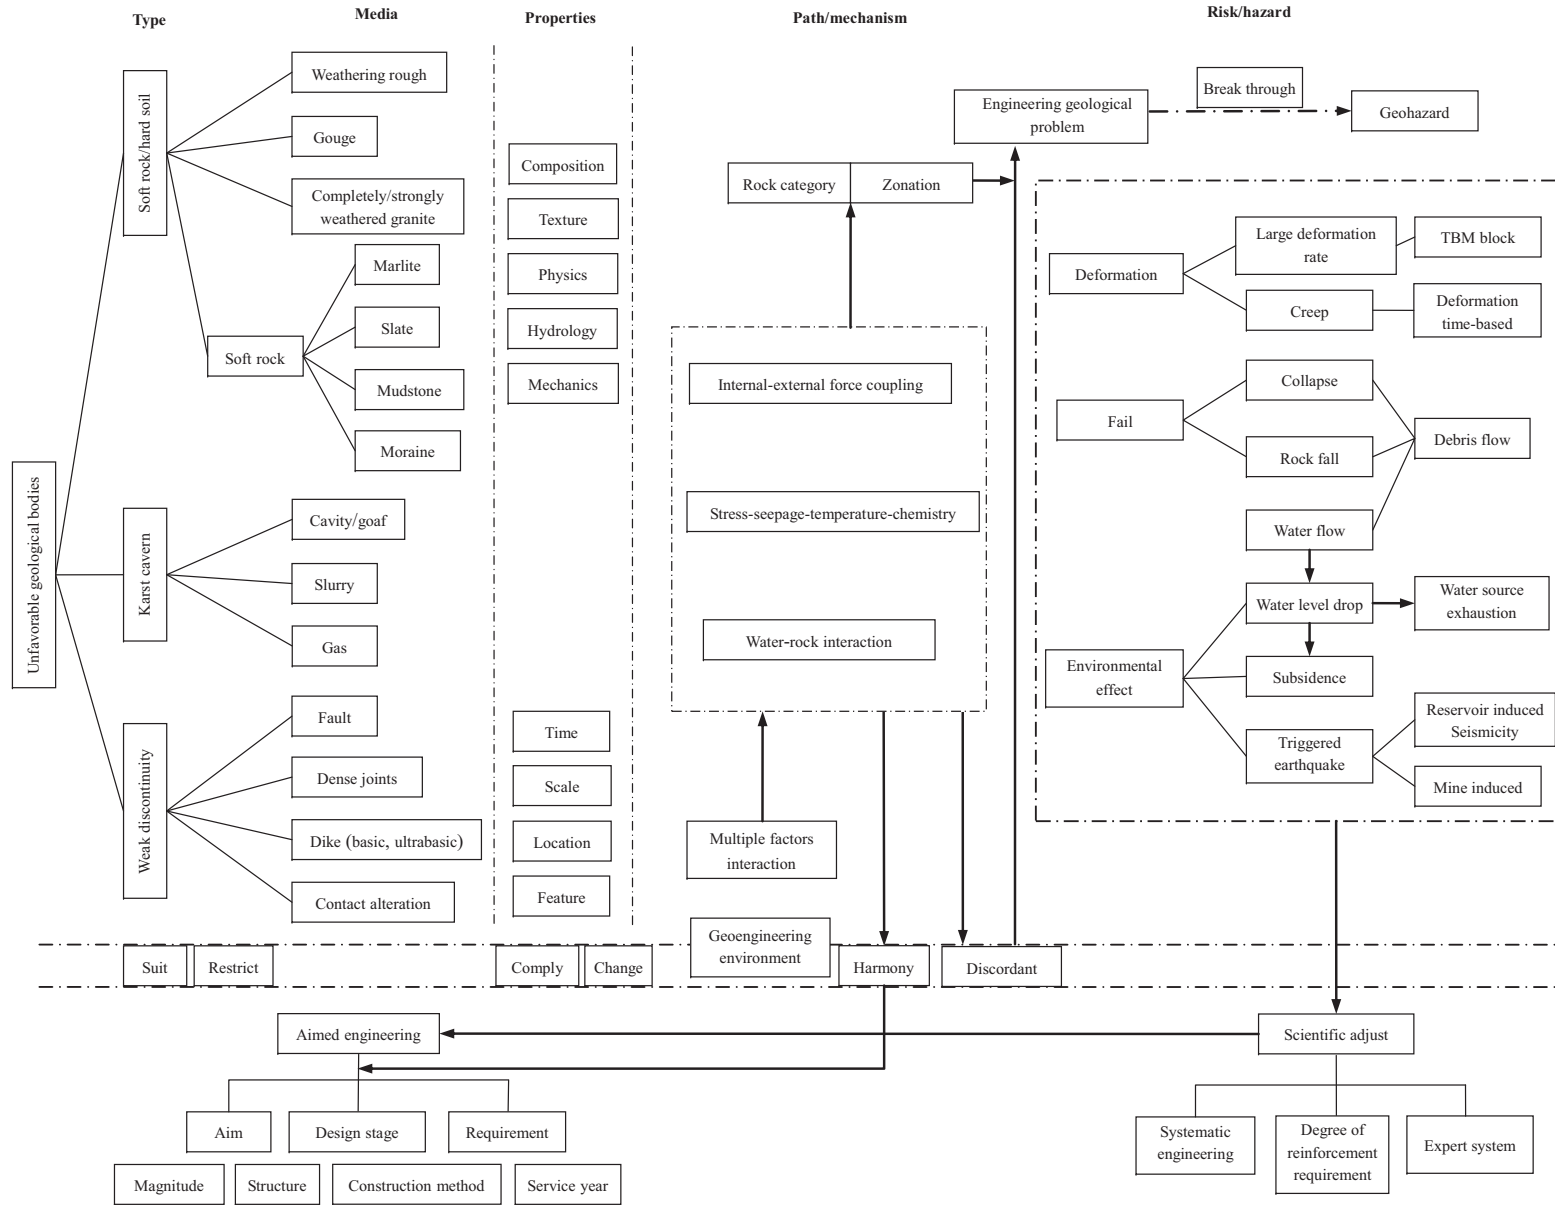 Type
Media
Properties
Path/mechanism
Risk/hazard
Unfavorable geological bodies
Soft rock/hard soil
Weathering rough
Gouge
Completely/strongly
weathered granite
Soft rock
Marlite
Slate
Mudstone
Moraine
Karst cavern
Cavity/goaf
Slurry
Gas
Weak discontinuity
Fault
Dense joints
Dike (basic, ultrabasic)
Contact alteration
Composition
Texture
Physics
Hydrology
Mechanics
Time
Scale
Location
Feature
Engineering geological
problem
Break through
Geohazard
Rock category
Zonation
Internal-external force coupling
Stress-seepage-temperature-chemistry
Water-rock interaction
Multiple factors
interaction
Deformation
Large deformation
rate
TBM block
Creep
Deformation
time-based
Fail
Collapse
Rock fall
Debris flow
Water flow
Water level drop
Water source
exhaustion
Environmental
effect
Subsidence
Triggered
earthquake
Reservoir induced
Seismicity
Mine induced
Suit
Restrict
Comply
Change
Geoengineering
environment
Harmony
Discordant
Aimed engineering
Scientific adjust
Aim
Design stage
Requirement
Magnitude
Structure
Construction method
Service year
Systematic
engineering
Degree of
reinforcement
requirement
Expert system